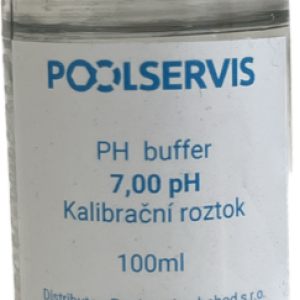 POOLSERVIS
PH buffer
7,00 pH
Kalibrační roztok
100ml
s.r.o.